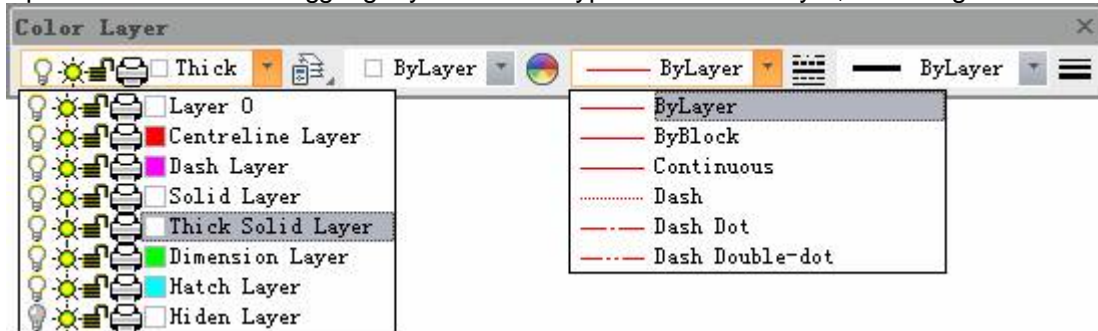 Color Layer
Thick ByLayer ByLayer ByLayer
Layer 0
Centreline Layer
Dash Layer
Solid Layer
Thick Solid Layer
Dimension Layer
Hatch Layer
Hiden Layer
ByLayer
ByBlock
Continuous
Dash
Dash Dot
Dash Double-dot